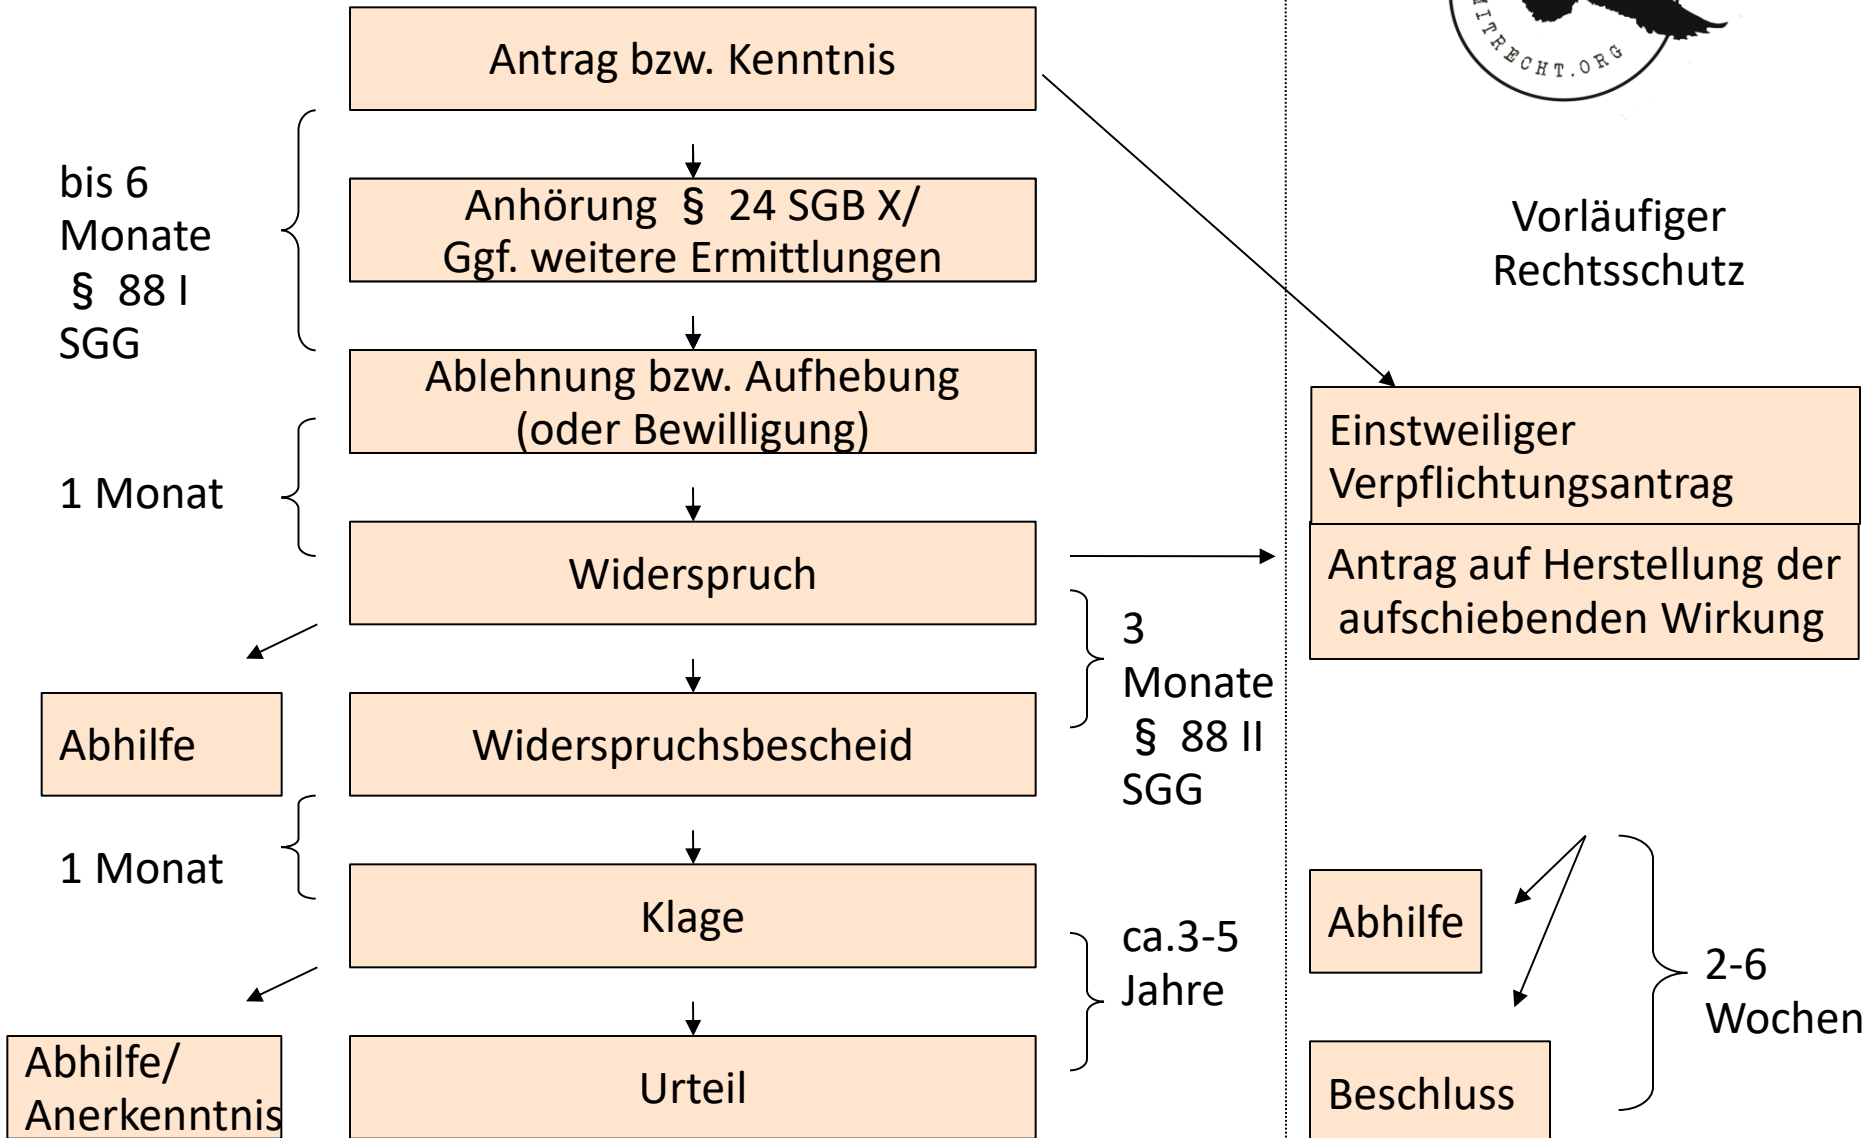 MITRECHT.ORG
Antrag bzw. Kenntnis
bis 6
Monate
§ 88 I
SGG
Anhörung § 24 SGB X/
Ggf. weitere Ermittlungen
Vorläufiger
Rechtsschutz
Ablehnung bzw. Aufhebung
(oder Bewilligung)
Einstweiliger
Verpflichtungsantrag
1 Monat
Widerspruch
Antrag auf Herstellung der
aufschiebenden Wirkung
3
Monate
§ 88 II
SGG
Abhilfe
Widerspruchsbescheid
1 Monat
Klage
ca.3-5
Jahre
Abhilfe
2-6
Wochen
Abhilfe/
Anerkenntnis
Urteil
Beschluss